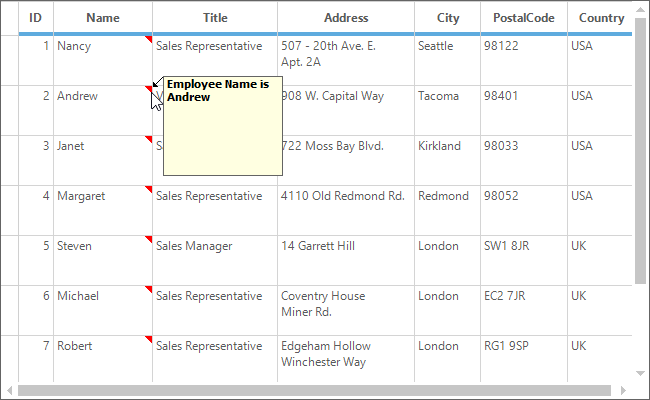 ID Name Title Address City PostalCode Country
1 Nancy Sales Representative 507 - 20th Ave. E. Seattle 98122 USA
Apt. 2A
Employee Name is
Andrew
2 Andrew 908 W. Capital Way Tacoma 98401 USA
3 Janet 722 Moss Bay Blvd. Kirkland 98033 USA
4 Margaret Sales Representative 4110 Old Redmond Rd. Redmond 98052 USA
5 Steven Sales Manager 14 Garrett Hill London SW1 8JR UK
6 Michael Sales Representative Coventry House London EC2 7JR UK
Miner Rd.
7 Robert Sales Representative Edgeham Hollow London RG1 9SP UK
Winchester Way